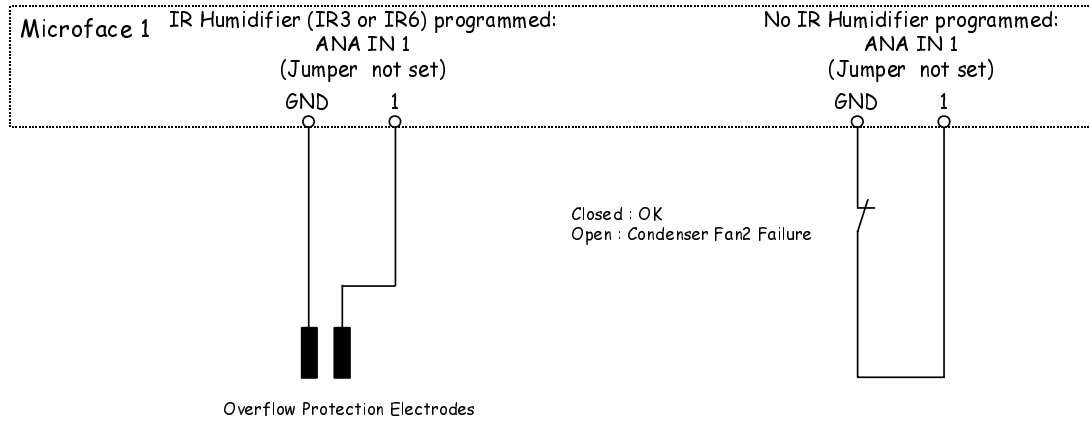 Microface 1
IR Humidifier (IR3 or IR6) programmed:
ANA IN 1
(Jumper not set)
GND 1
No IR Humidifier programmed:
ANA IN 1
(Jumper not set)
GND 1
Closed : OK
Open : Condenser Fan2 Failure
Overflow Protection Electrodes